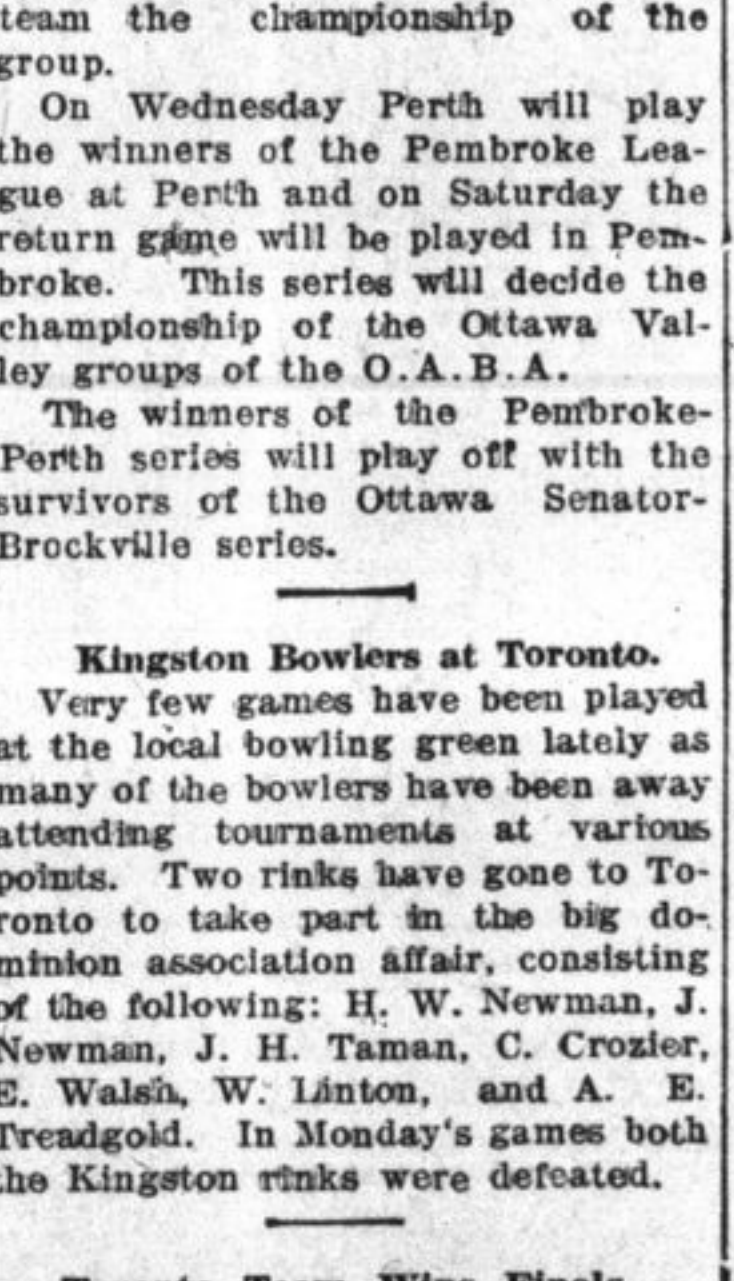 team the championship of the
group.
On Wednesday Perth will play
the winners of the Pembroke Lea-
gue at Perth and on Saturday the
return game will be played in Pem-
broke. This series will decide the
championship of the Ottawa Val-
ley groups of the O.A.B.A.
The winners of the Pembroke-
Perth series will play off with the
survivors of the Ottawa Senator-
Brockville series.
Kingston Bowlers at Toronto.
Very few games have been played
at the local bowling green lately as
many of the bowlers have been away
attending tournaments at various
points. Two rinks have gone to To-
ronto to take part in the big do-
minion association affair, consisting
of the following: H. W. Newman, J.
Newman, J. H. Taman, C. Crozier,
E. Walsh, W. Linton, and A. E.
Treadgold. In Monday's games both
the Kingston rinks were defeated.
Toronto Team Wins Finals